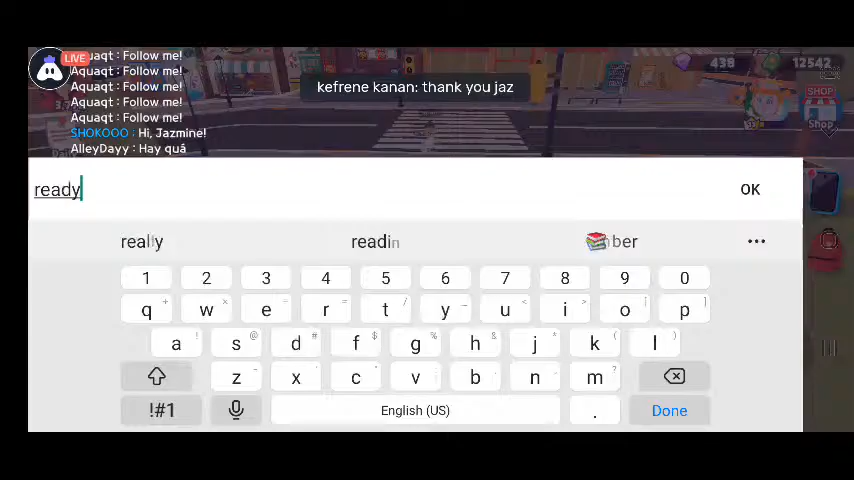 LIVE
Aquaqt : Follow me!
Aquaqt : Follow me!
Aquaqt : Follow me!
Aquaqt : Follow me!
Aquaqt : Follow me!
SHOKOOO : Hi, Jazmine!
AlleyDayy : Hay quá
kefrene kanan: thank you jaz
438
12542
SHOP
Shop
ready
OK
really
readin
ber
•••
1 2 3 4 5 6 7 8 9 0
q w e r t y u i o p
a s d f g h j k l
z x c v b n m
!#1
English (US)
.
Done